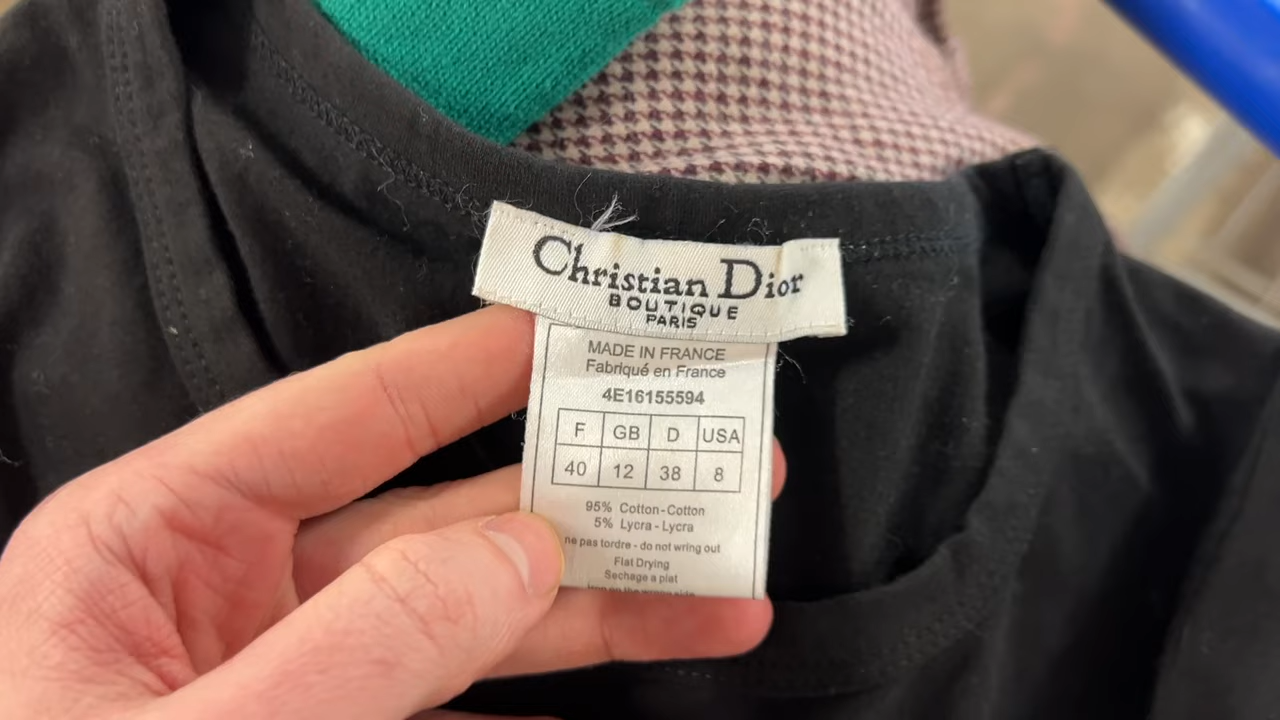 Christian Dior
BOUTIQUE
PARIS
MADE IN FRANCE
Fabriqué en France
4E16155594
F GB D USA
40 12 38 8
95% Cotton-Cotton
5% Lycra-Lycra
ne pas tordre - do not wring out
Flat Drying
Sechage a plat